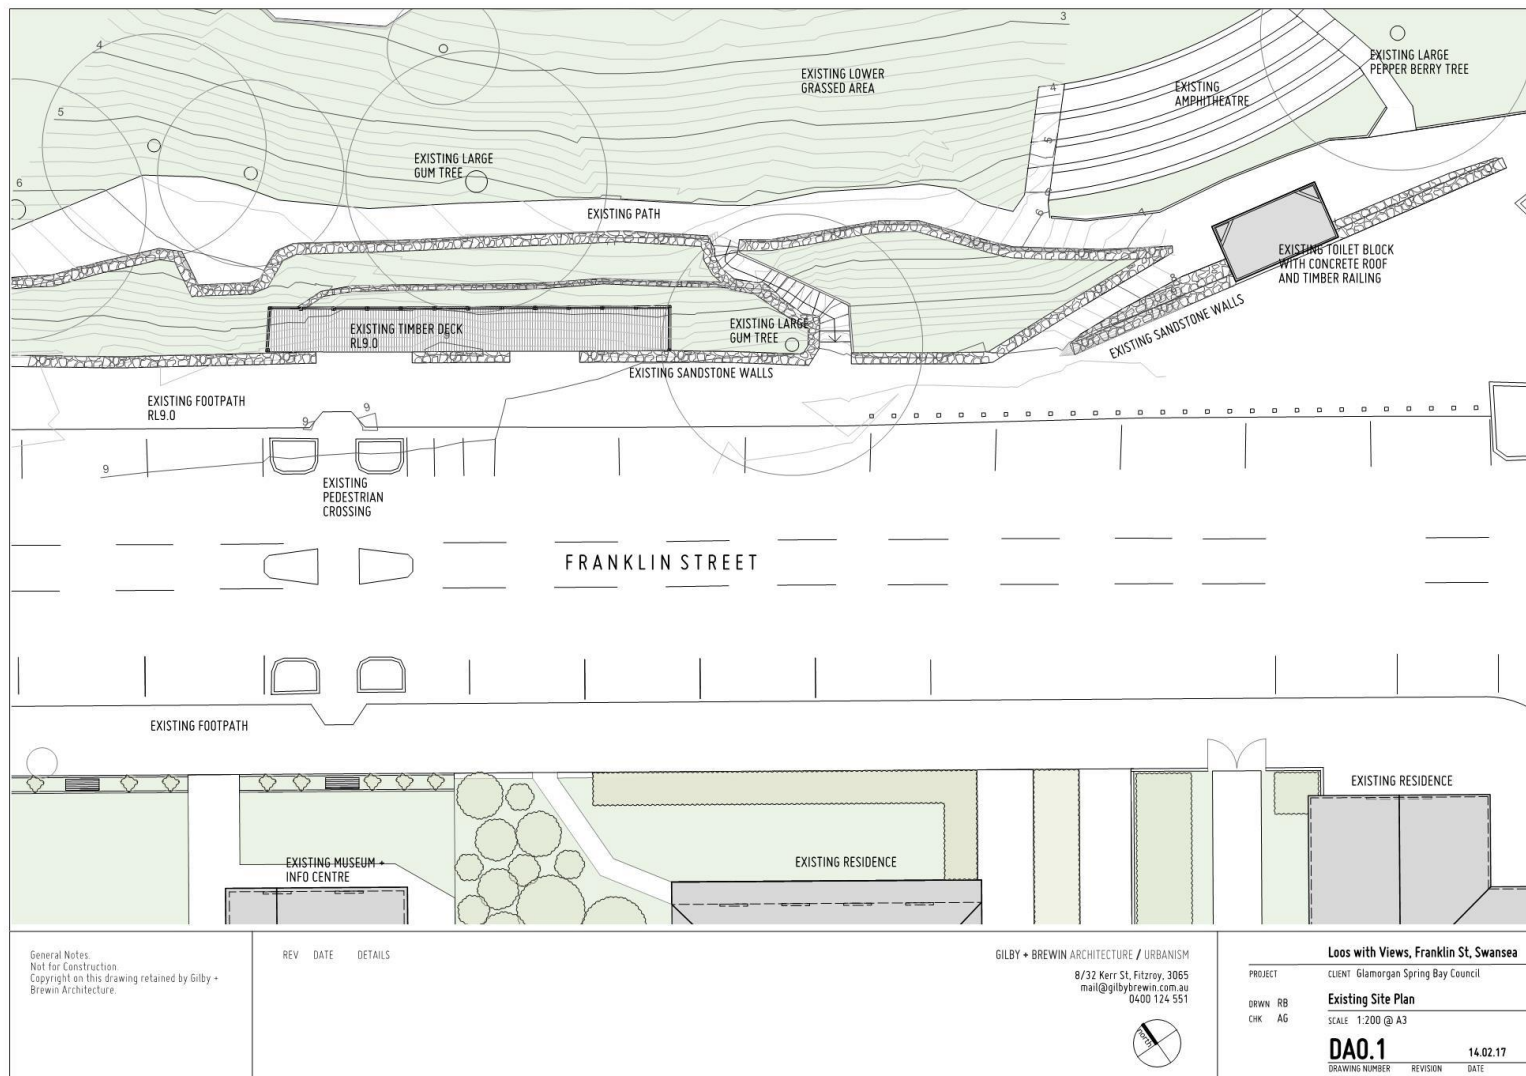 3
4
EXISTING LARGE
PEPPER BERRY TREE
EXISTING LOWER
GRASSED AREA
EXISTING
AMPHITHEATRE
4
5
5
EXISTING LARGE
GUM TREE
6
6
6
EXISTING PATH
7
EXISTING TOILET BLOCK
WITH CONCRETE ROOF
AND TIMBER RAILING
8
EXISTING SANDSTONE WALLS
EXISTING TIMBER DECK
RL9.0
EXISTING LARGE
GUM TREE
EXISTING SANDSTONE WALLS
EXISTING FOOTPATH
RL9.0
9
9
9
EXISTING
PEDESTRIAN
CROSSING
FRANKLIN STREET
EXISTING FOOTPATH
EXISTING RESIDENCE
EXISTING MUSEUM +
INFO CENTRE
EXISTING RESIDENCE
General Notes.
Not for Construction.
Copyright on this drawing retained by Gilby +
Brewin Architecture.
REV DATE DETAILS
GILBY + BREWIN ARCHITECTURE / URBANISM
8/32 Kerr St, Fitzroy, 3065
mail@gilbybrewin.com.au
0400 124 551
north
Loos with Views, Franklin St, Swansea
PROJECT CLIENT Glamorgan Spring Bay Council
DRWN RB Existing Site Plan
CHK AG SCALE 1:200 @ A3
DA0.1 14.02.17
DRAWING NUMBER REVISION DATE